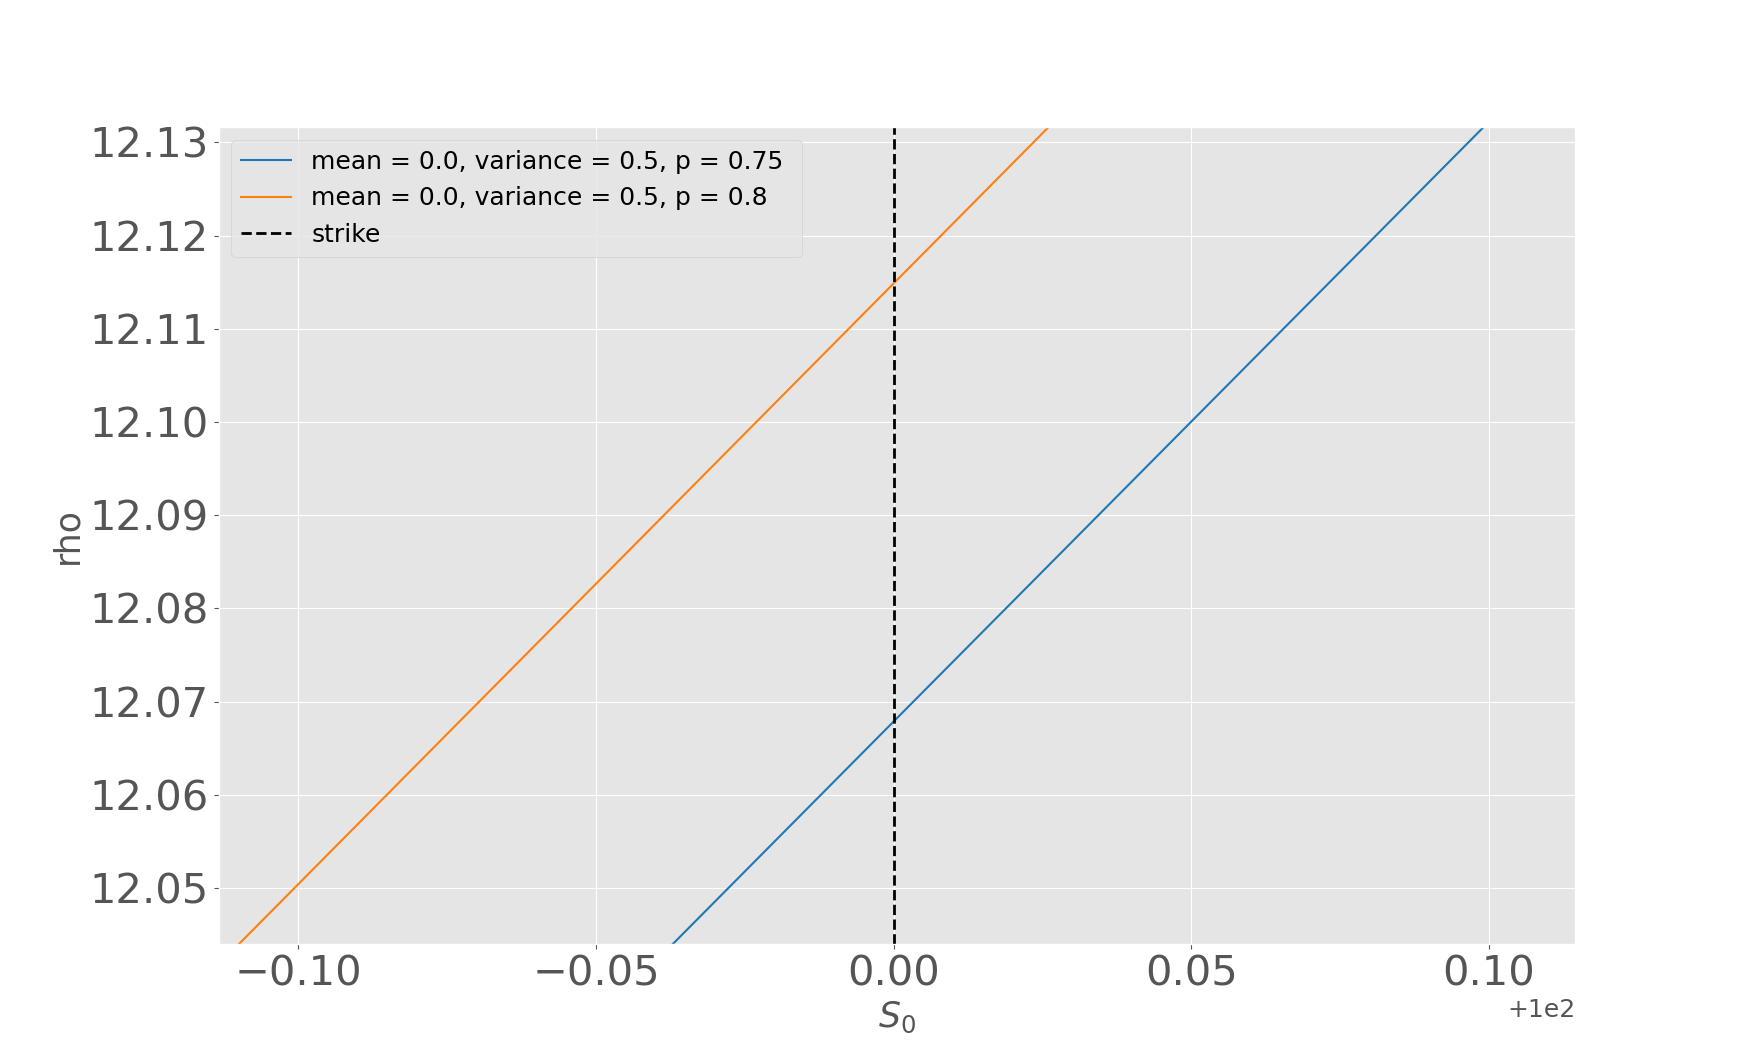 mean = 0.0, variance = 0.5, p = 0.75
mean = 0.0, variance = 0.5, p = 0.8
strike
12.13
12.12
12.11
12.10
12.09
12.08
12.07
12.06
12.05
rho
−0.10
−0.05
0.00
0.05
0.10
S0
+1e2